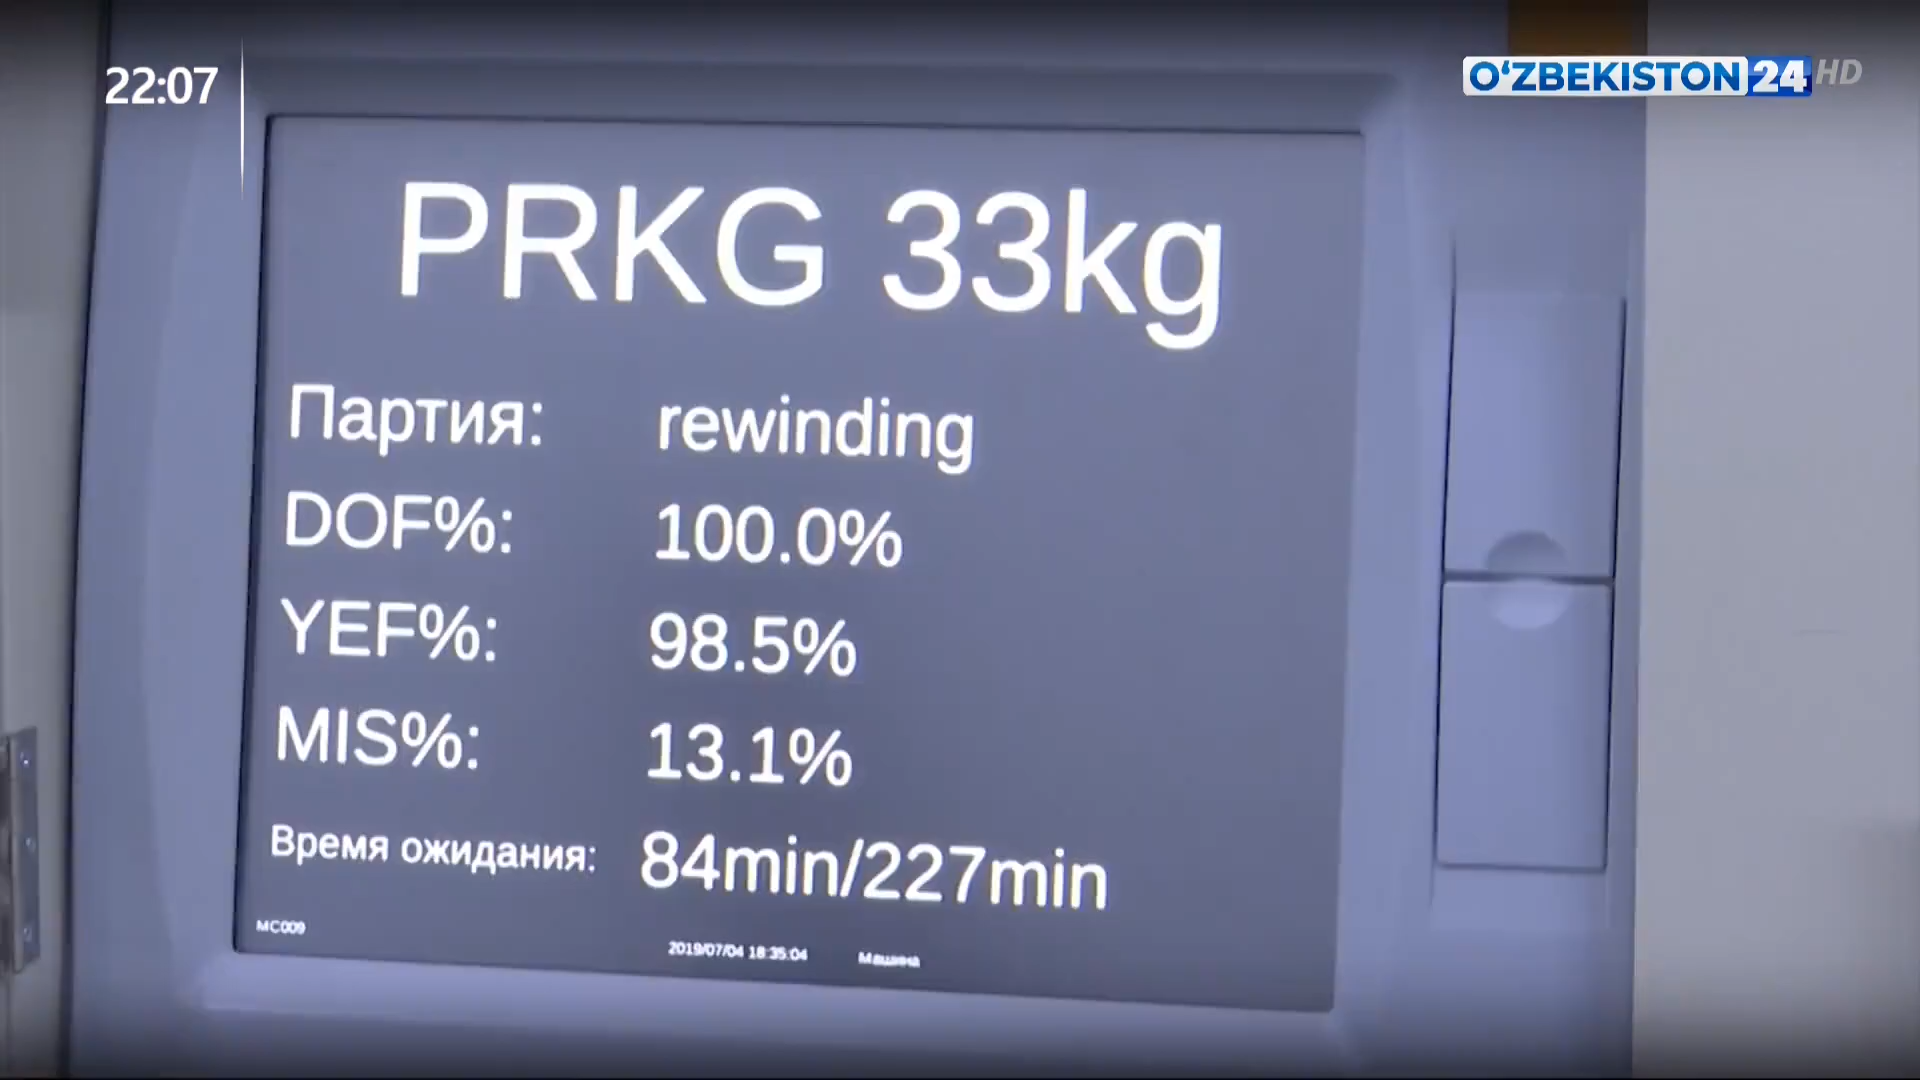 22:07
O‘ZBEKISTON 24 HD
PRKG 33kg
Партия: rewinding
DOF%: 100.0%
YEF%: 98.5%
MIS%: 13.1%
Время ожидания: 84min/227min
MC009 2019/07/04 18:35:04 Машина